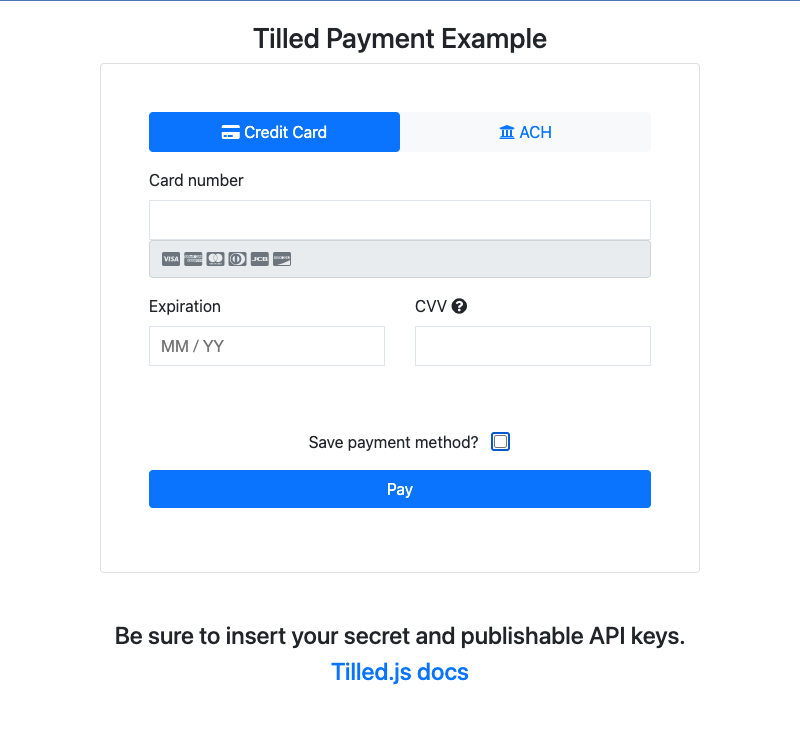 Tilled Payment Example
Credit Card
ACH
Card number
VISA
JCB
Expiration
CVV
MM / YY
Save payment method?
Pay
Be sure to insert your secret and publishable API keys.
Tilled.js docs